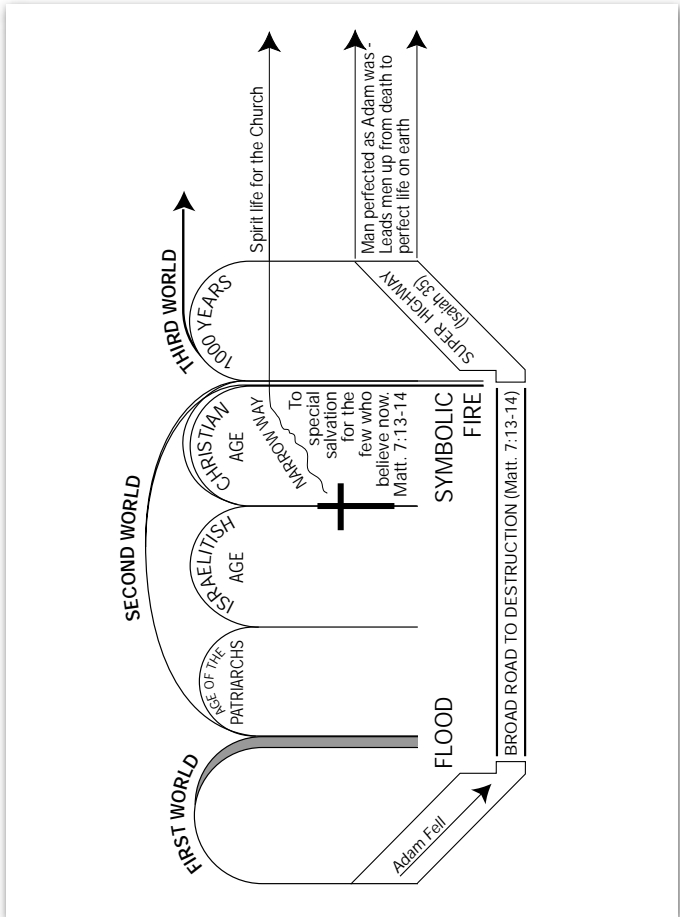 FIRST WORLD
SECOND WORLD
THIRD WORLD
AGE OF THE
PATRIARCHS
ISRAELITISH
AGE
CHRISTIAN
AGE
1000 YEARS
Spirit life for the Church
NARROW WAY
To
special
salvation
for the
few who
believe now.
Matt. 7:13-14
Man perfected as Adam was -
Leads men up from death to
perfect life on earth
SUPER HIGHWAY
(Isaiah 35)
FLOOD
SYMBOLIC
FIRE
Adam Fell
BROAD ROAD TO DESTRUCTION (Matt. 7:13-14)